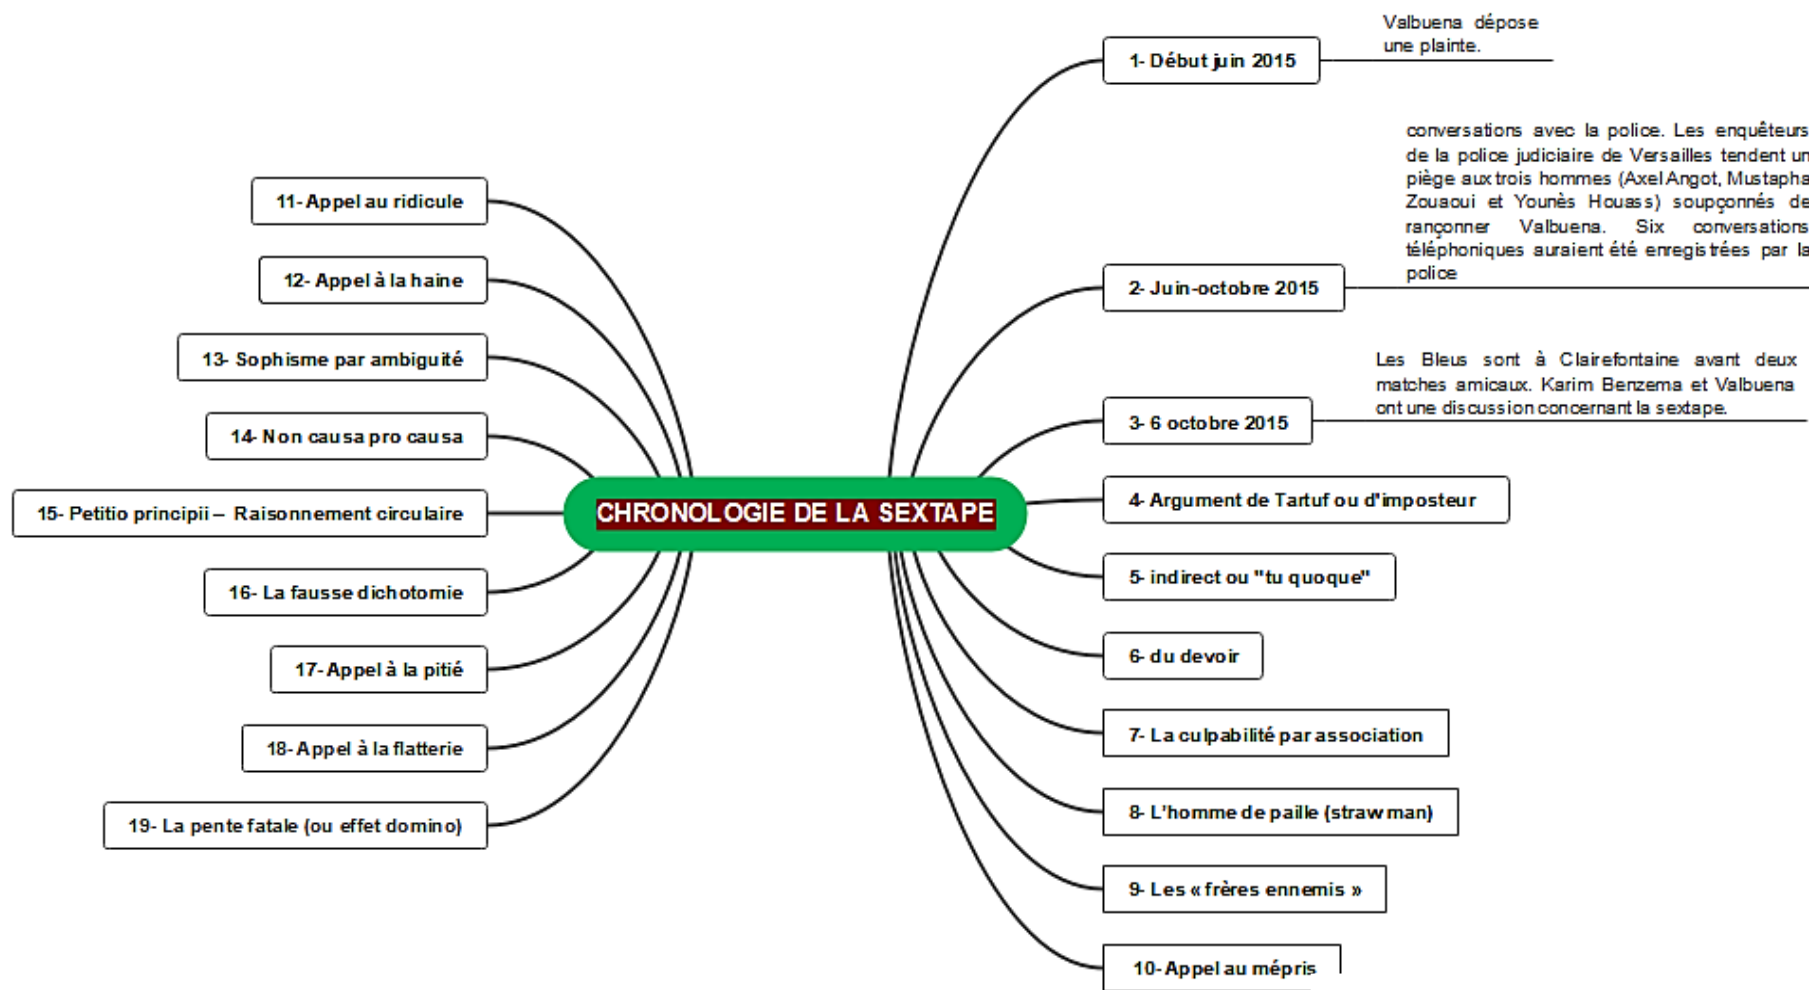 CHRONOLOGIE DE LA SEXTAPE
1- Début juin 2015
Valbuena dépose
une plainte.
2- Juin-octobre 2015
conversations avec la police. Les enquêteurs
de la police judiciaire de Versailles tendent un
piège aux trois hommes (Axel Angot, Mustapha
Zouaoui et Younès Houass) soupçonnés de
rançonner Valbuena. Six conversations
téléphoniques auraient été enregistrées par la
police
3- 6 octobre 2015
Les Bleus sont à Clairefontaine avant deux
matches amicaux. Karim Benzema et Valbuena
ont une discussion concernant la sextape.
4- Argument de Tartuf ou d'imposteur
5- indirect ou "tu quoque"
6- du devoir
7- La culpabilité par association
8- L'homme de paille (straw man)
9- Les « frères ennemis »
10- Appel au mépris
11- Appel au ridicule
12- Appel à la haine
13- Sophisme par ambiguité
14- Non causa pro causa
15- Petitio principii – Raisonnement circulaire
16- La fausse dichotomie
17- Appel à la pitié
18- Appel à la flatterie
19- La pente fatale (ou effet domino)